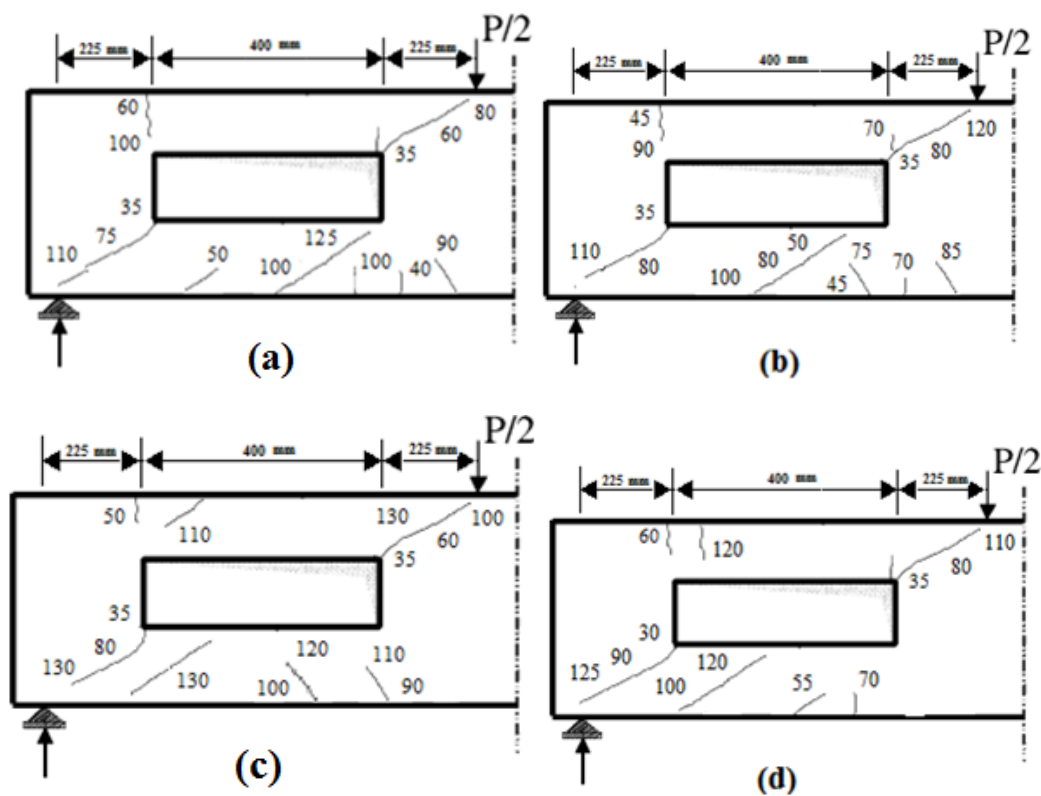 225 mm 400 mm 225 mm P/2
60 80
60
100 35
35
75 125 90
110 50 100 100 40
(a)
225 mm 400 mm 225 mm P/2
45 70 120
90 35 80
35
110 80 50 75 85
100 80 45 70
(b)
225 mm 400 mm 225 mm P/2
50 110 130 100
60
35
35
80 120 110
130 130 100 90
(c)
225 mm 400 mm 225 mm P/2
60 120 110
35 80
30
90 120
125 100 55 70
(d)